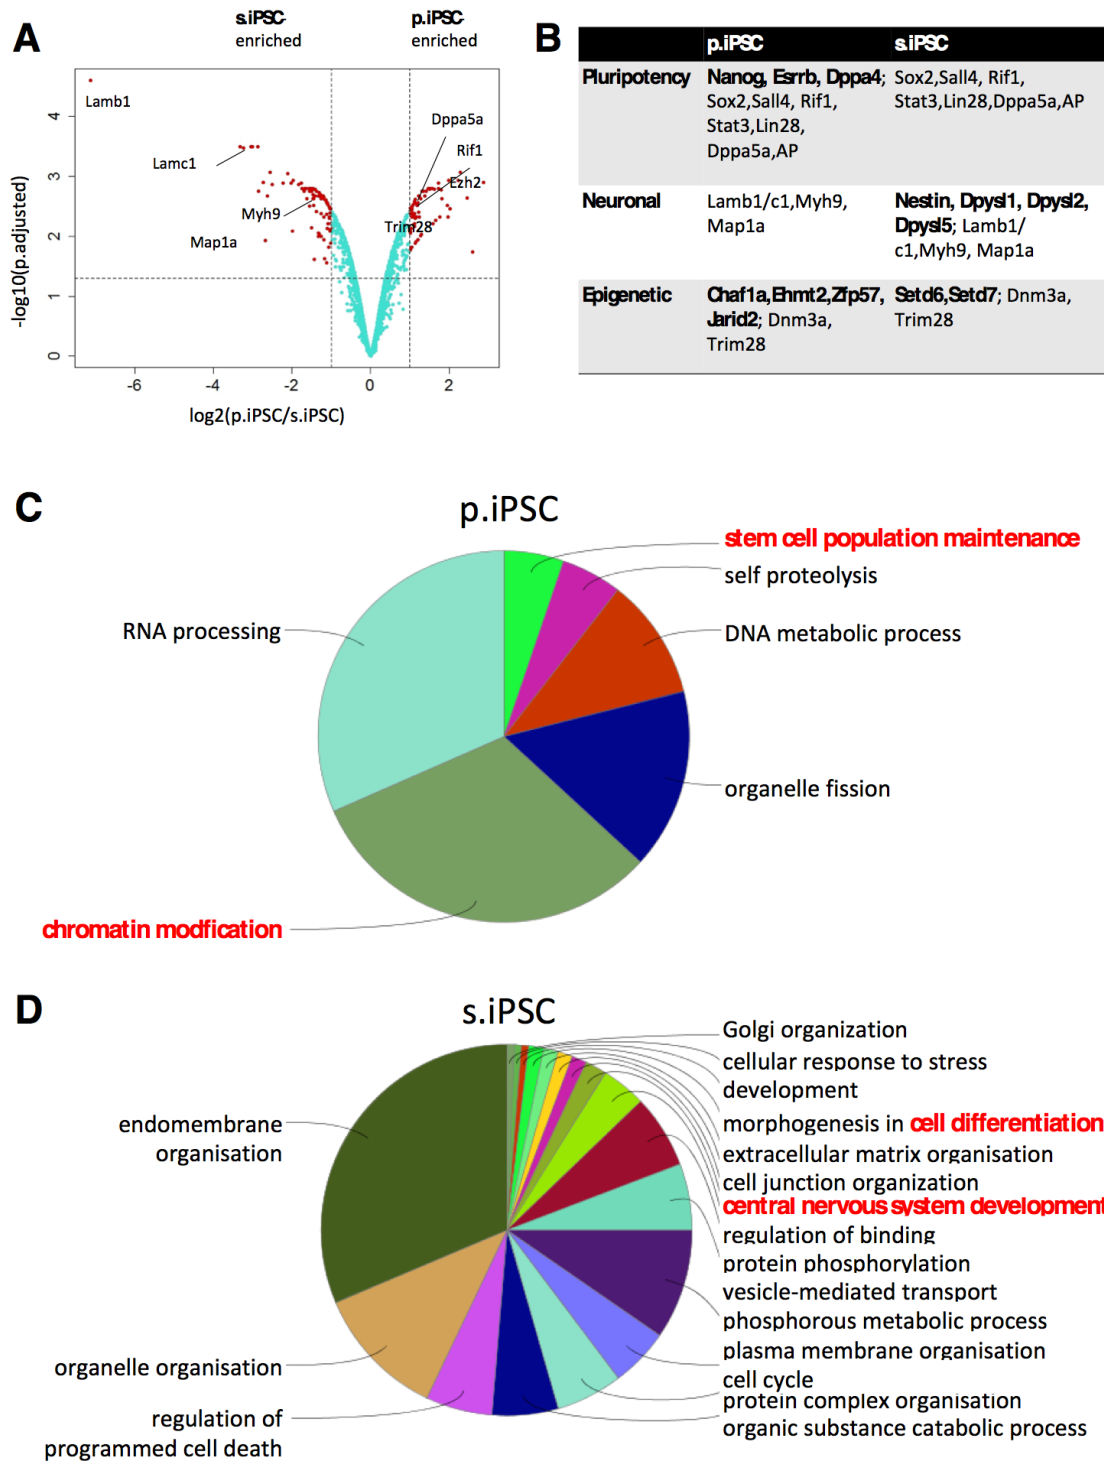 A
s.iPSC-
enriched
p.iPSC-
enriched
Lamb1
Lamc1
Myh9
Map1a
Dppa5a
Rif1
Ezh2
Trim28
-log10(p.adjusted)
4
3
2
1
0
-6
-4
-2
0
2
log2(p.iPSC/s.iPSC)
B
p.iPSC
s.iPSC
Pluripotency
Nanog, Esrrb, Dppa4;
Sox2,Sall4, Rif1,
Stat3,Lin28,
Dppa5a,AP
Sox2,Sall4, Rif1,
Stat3,Lin28,Dppa5a,AP
Neuronal
Lamb1/c1,Myh9,
Map1a
Nestin, Dpysl1, Dpysl2,
Dpysl5; Lamb1/
c1,Myh9, Map1a
Epigenetic
Chaf1a,Ehmt2,Zfp57,
Jarid2; Dnm3a,
Trim28
Setd6,Setd7; Dnm3a,
Trim28
C
p.iPSC
stem cell population maintenance
self proteolysis
DNA metabolic process
organelle fission
RNA processing
chromatin modfication
D
s.iPSC
Golgi organization
cellular response to stress
development
morphogenesis in cell differentiation
extracellular matrix organisation
cell junction organization
central nervous system development
regulation of binding
protein phosphorylation
vesicle-mediated transport
phosphorous metabolic process
plasma membrane organisation
cell cycle
protein complex organisation
organic substance catabolic process
endomembrane
organisation
organelle organisation
regulation of
programmed cell death